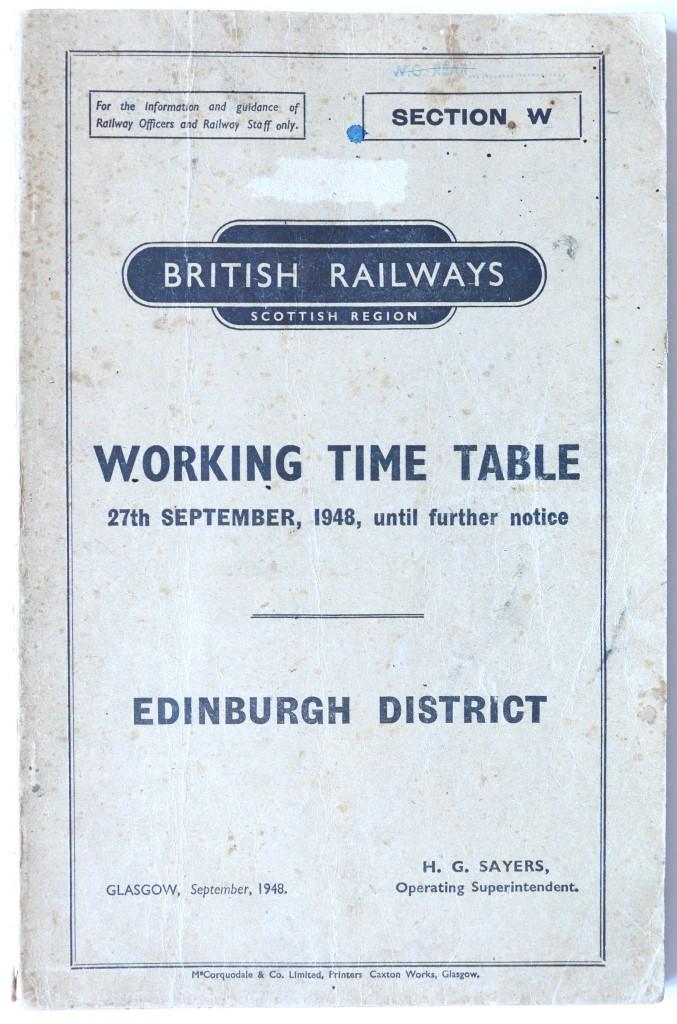 W.G. REAR
For the information and guidance of
Railway Officers and Railway Staff only.
SECTION W
BRITISH RAILWAYS
SCOTTISH REGION
WORKING TIME TABLE
27th SEPTEMBER, 1948, until further notice
EDINBURGH DISTRICT
H. G. SAYERS,
GLASGOW, September, 1948.
Operating Superintendent.
McCorquodale & Co. Limited, Printers Caxton Works, Glasgow.